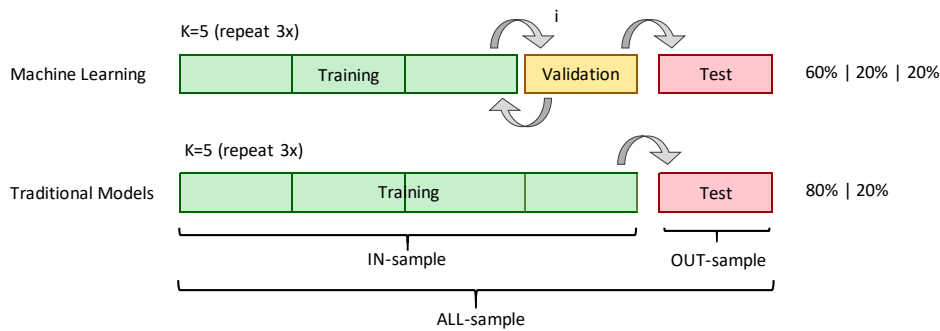 i
K=5 (repeat 3x)
Machine Learning Training Validation Test 60% | 20% | 20%
K=5 (repeat 3x)
Traditional Models Training Test 80% | 20%
IN-sample OUT-sample
ALL-sample